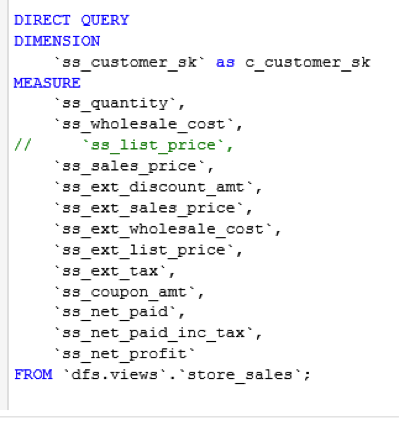 DIRECT QUERY
DIMENSION
    `ss_customer_sk` as c_customer_sk
MEASURE
    `ss_quantity`,
    `ss_wholesale_cost`,
//     `ss_list_price`,
    `ss_sales_price`,
    `ss_ext_discount_amt`,
    `ss_ext_sales_price`,
    `ss_ext_wholesale_cost`,
    `ss_ext_list_price`,
    `ss_ext_tax`,
    `ss_coupon_amt`,
    `ss_net_paid`,
    `ss_net_paid_inc_tax`,
    `ss_net_profit`
FROM `dfs.views`.`store_sales`;